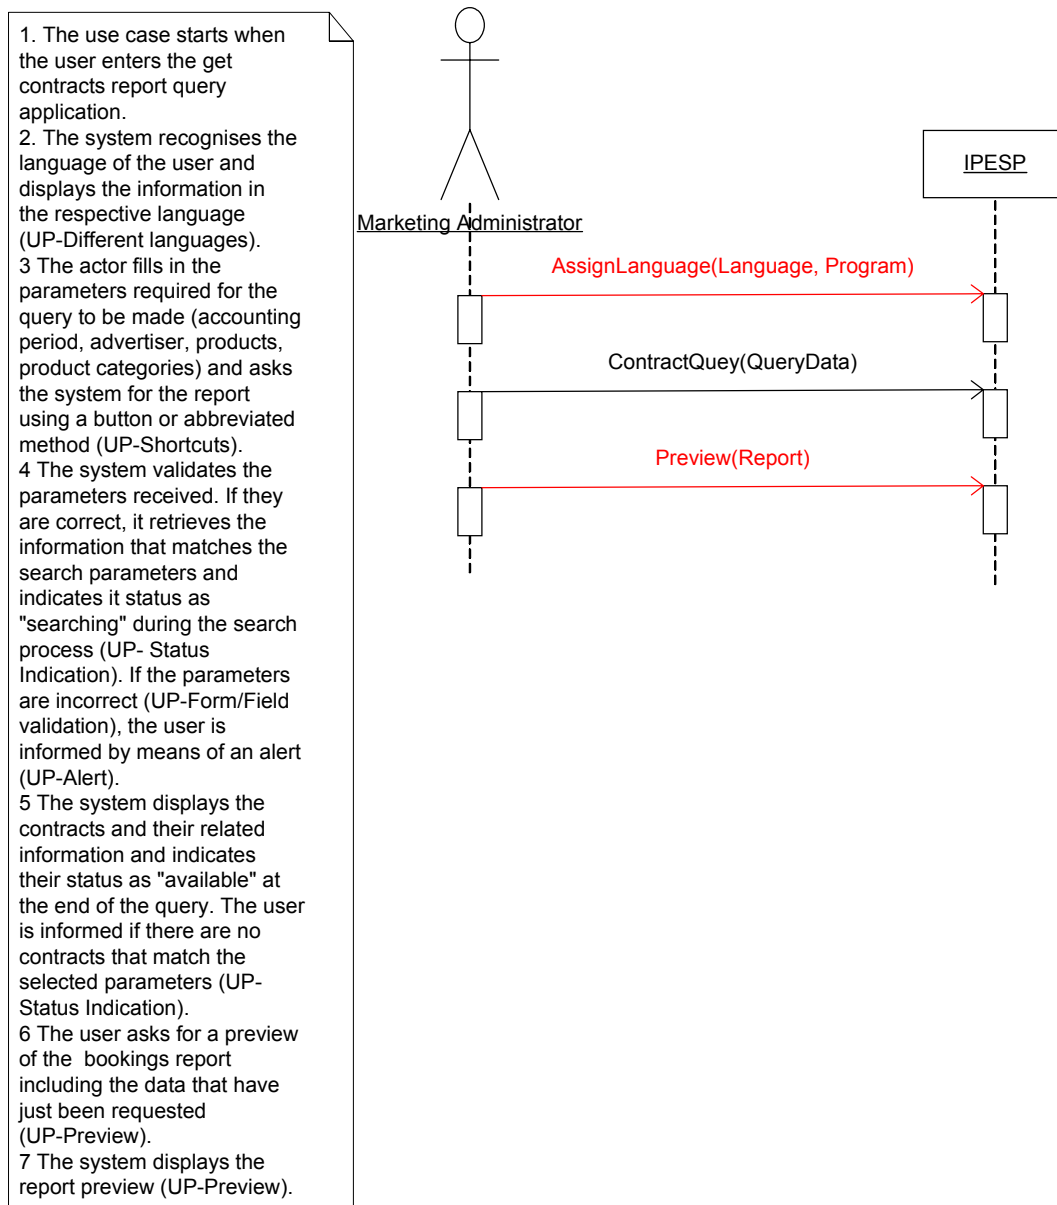 1. The use case starts when
the user enters the get
contracts report query
application.
2. The system recognises the
language of the user and
displays the information in
the respective language
(UP-Different languages).
3 The actor fills in the
parameters required for the
query to be made (accounting
period, advertiser, products,
product categories) and asks
the system for the report
using a button or abbreviated
method (UP-Shortcuts).
4 The system validates the
parameters received. If they
are correct, it retrieves the
information that matches the
search parameters and
indicates it status as
"searching" during the search
process (UP- Status
Indication). If the parameters
are incorrect (UP-Form/Field
validation), the user is
informed by means of an alert
(UP-Alert).
5 The system displays the
contracts and their related
information and indicates
their status as "available" at
the end of the query. The user
is informed if there are no
contracts that match the
selected parameters (UP-
Status Indication).
6 The user asks for a preview
of the  bookings report
including the data that have
just been requested
(UP-Preview).
7 The system displays the
report preview (UP-Preview).
Marketing Administrator
IPESP
AssignLanguage(Language, Program)
ContractQuey(QueryData)
Preview(Report)